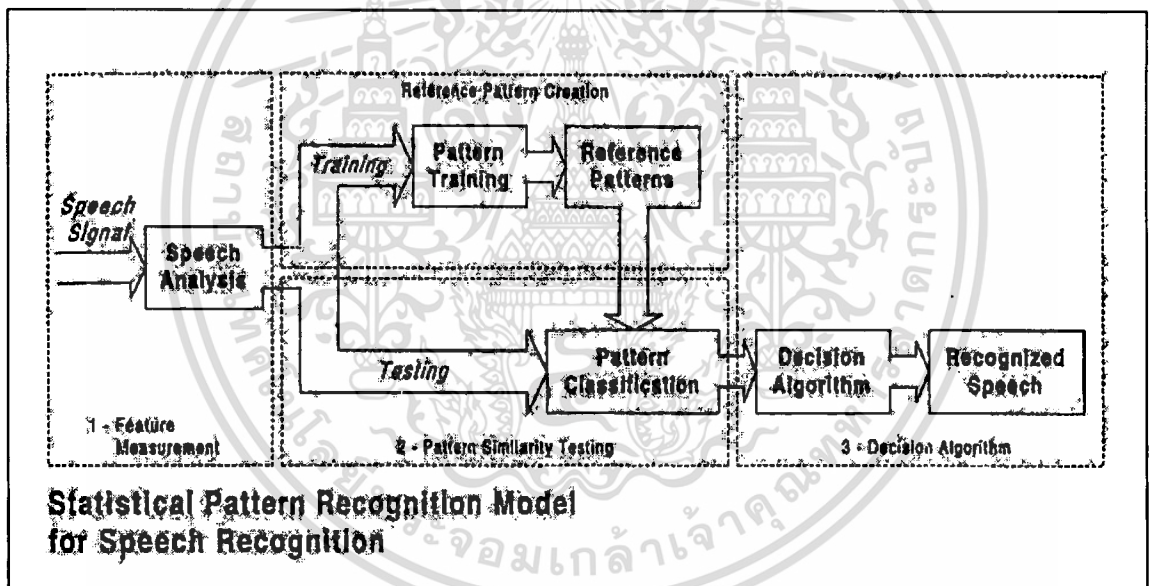 Reference Pattern Creation
Training
Pattern
Training
Reference
Patterns
Speech
Signal
Speech
Analysis
Testing
Pattern
Classification
Decision
Algorithm
Recognized
Speech
1 - Feature
Measurement
2 - Pattern Similarity Testing
3 - Decision Algorithm
Statistical Pattern Recognition Model
for Speech Recognition